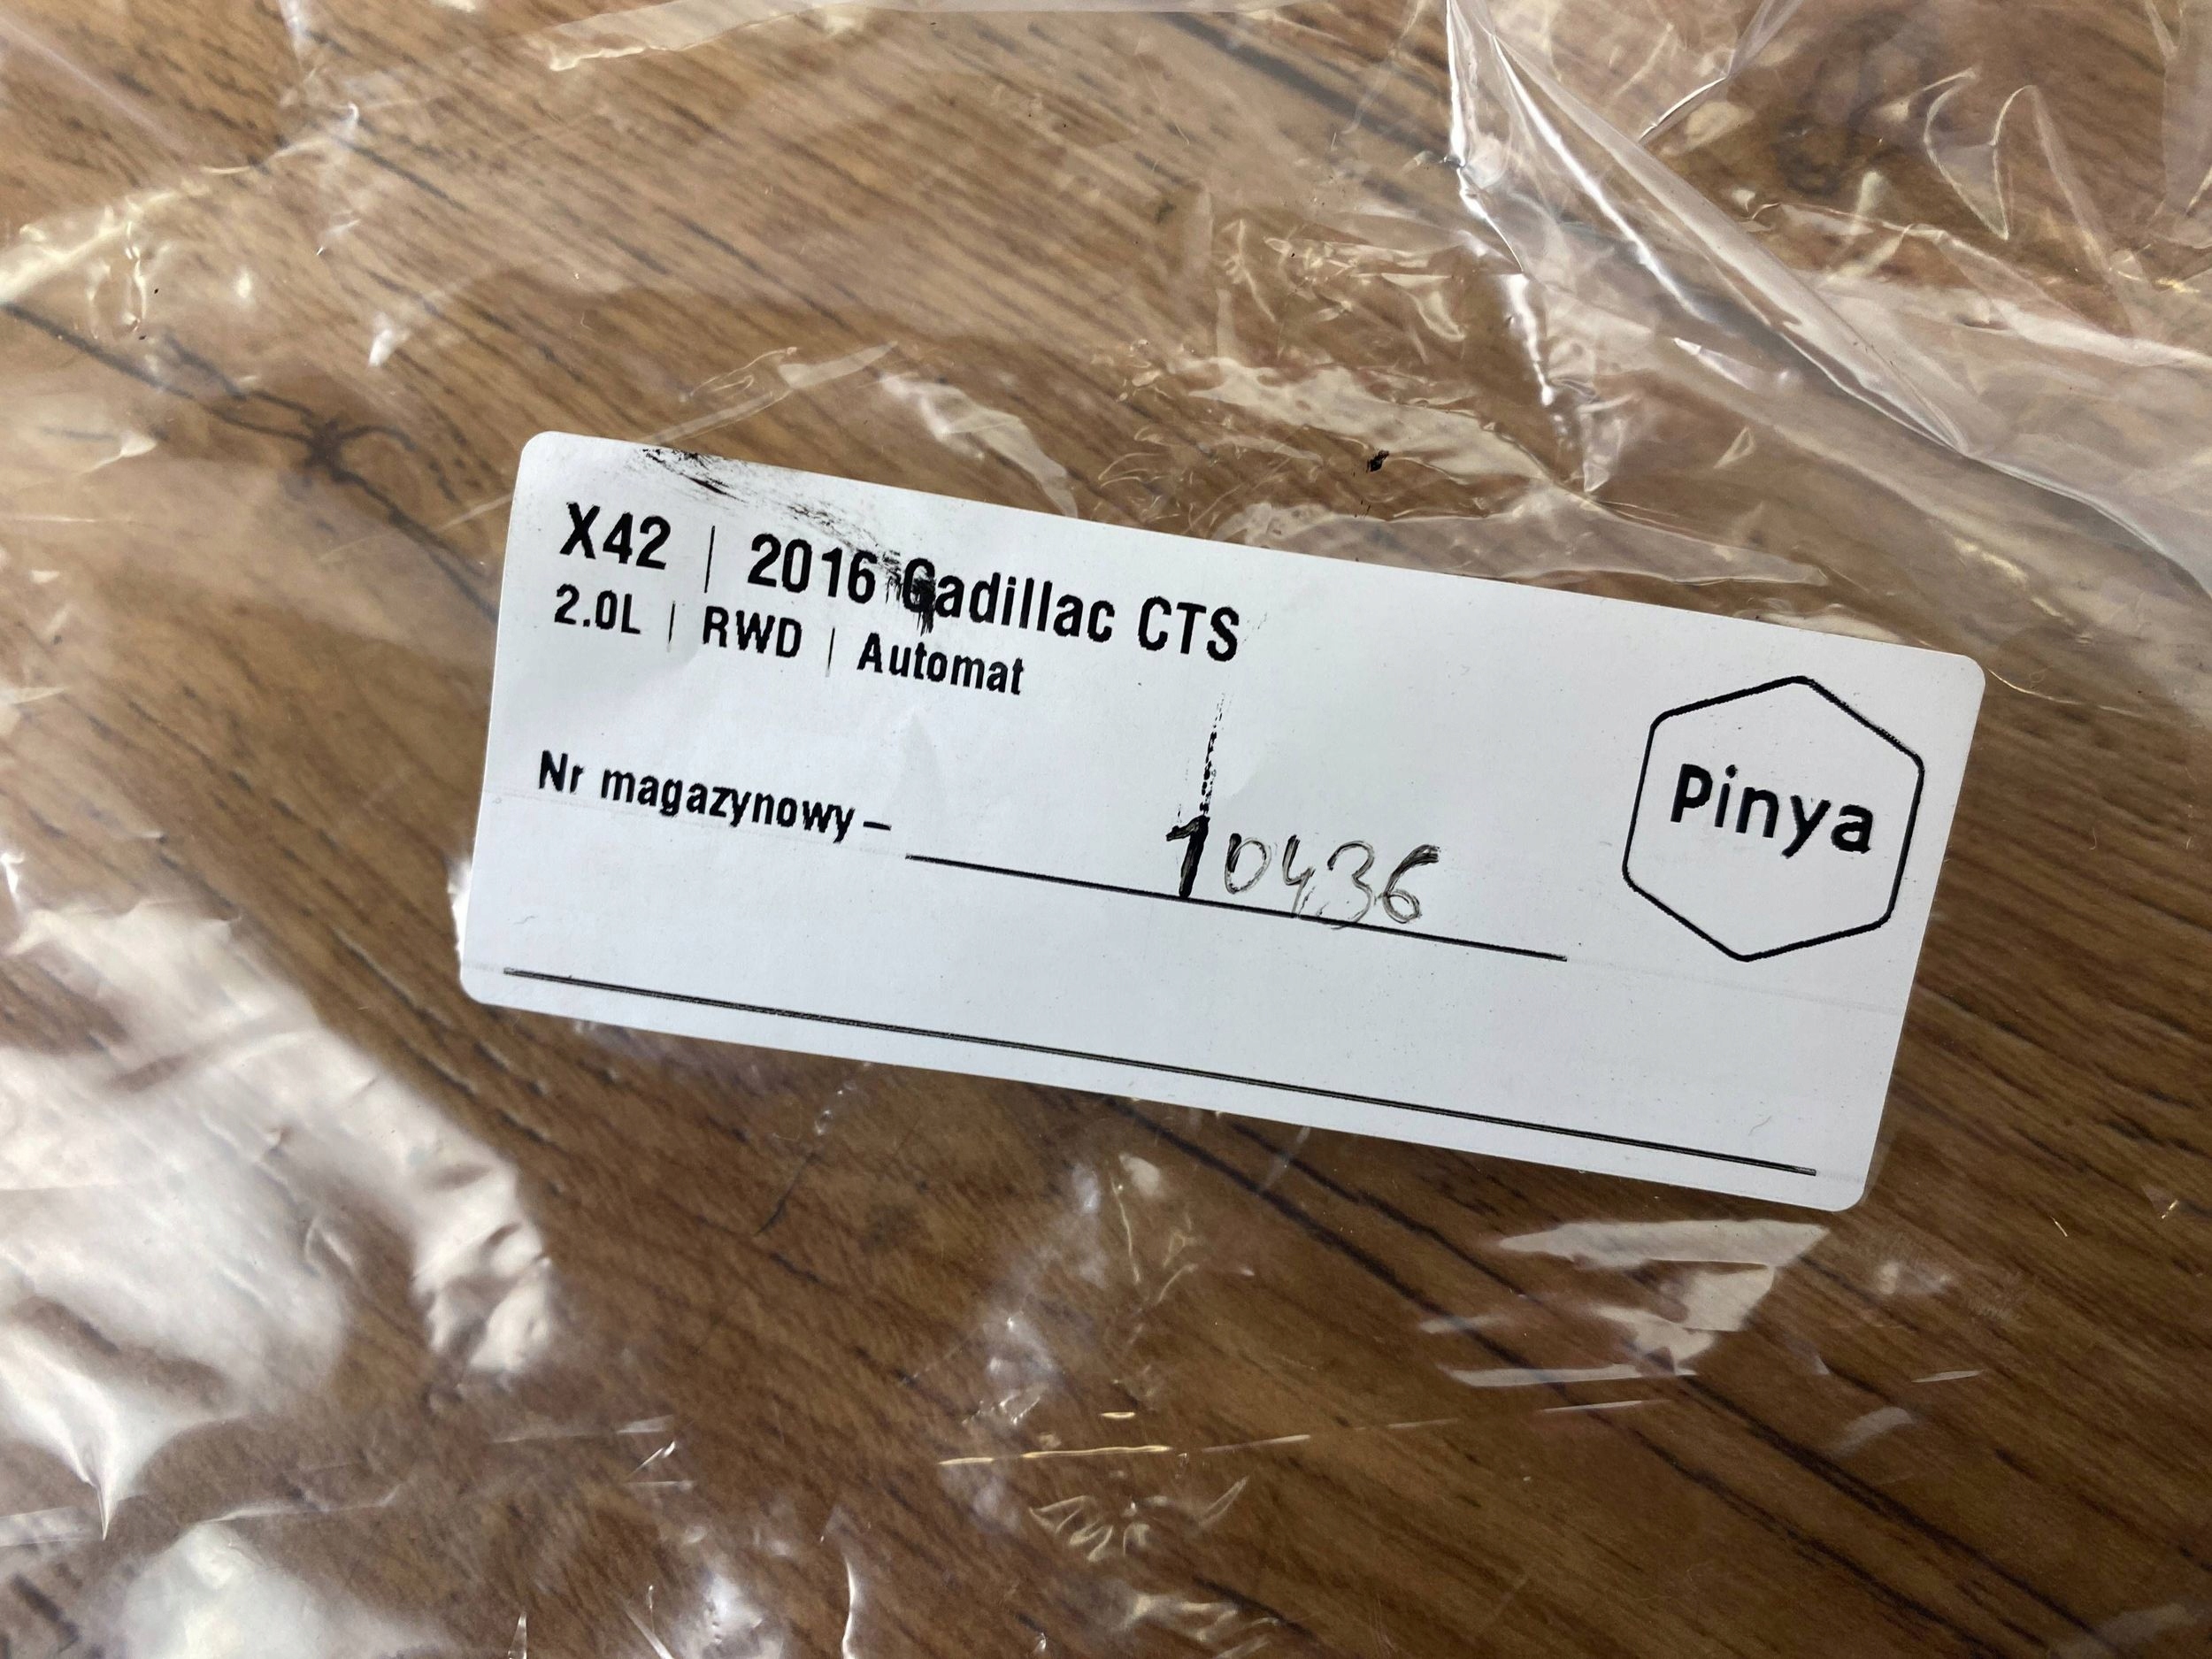 X42 | 2016 Cadillac CTS
2.0L | RWD | Automat
Nr magazynowy – 10436
Pinya